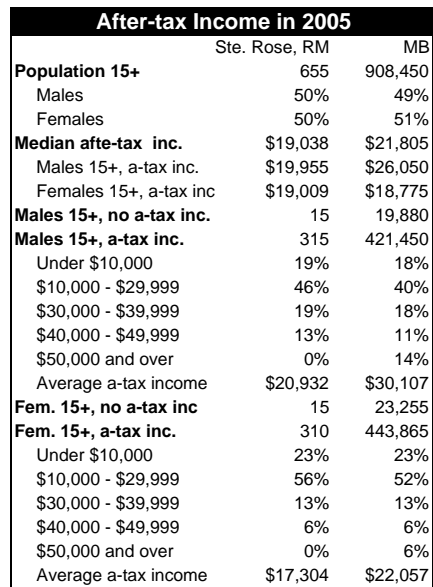 After-tax Income in 2005
Ste. Rose, RM MB
Population 15+ 655 908,450
Males 50% 49%
Females 50% 51%
Median afte-tax inc. $19,038 $21,805
Males 15+, a-tax inc. $19,955 $26,050
Females 15+, a-tax inc $19,009 $18,775
Males 15+, no a-tax inc. 15 19,880
Males 15+, a-tax inc. 315 421,450
Under $10,000 19% 18%
$10,000 - $29,999 46% 40%
$30,000 - $39,999 19% 18%
$40,000 - $49,999 13% 11%
$50,000 and over 0% 14%
Average a-tax income $20,932 $30,107
Fem. 15+, no a-tax inc 15 23,255
Fem. 15+, a-tax inc. 310 443,865
Under $10,000 23% 23%
$10,000 - $29,999 56% 52%
$30,000 - $39,999 13% 13%
$40,000 - $49,999 6% 6%
$50,000 and over 0% 6%
Average a-tax income $17,304 $22,057